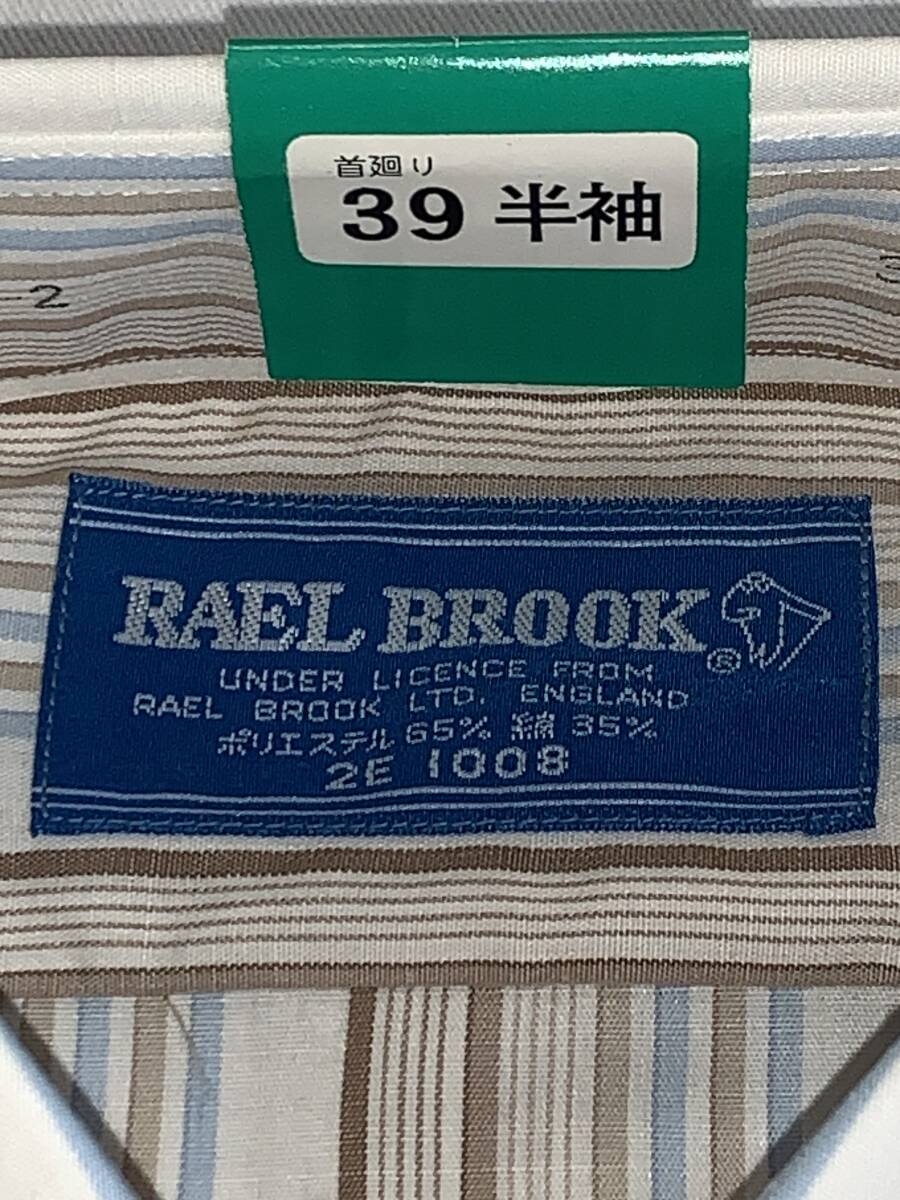 首廻り
39 半袖
-2
3
RAEL BROOK
®
UNDER LICENCE FROM
RAEL BROOK LTD. ENGLAND
ポリエステル 65% 綿 35%
2E 1008